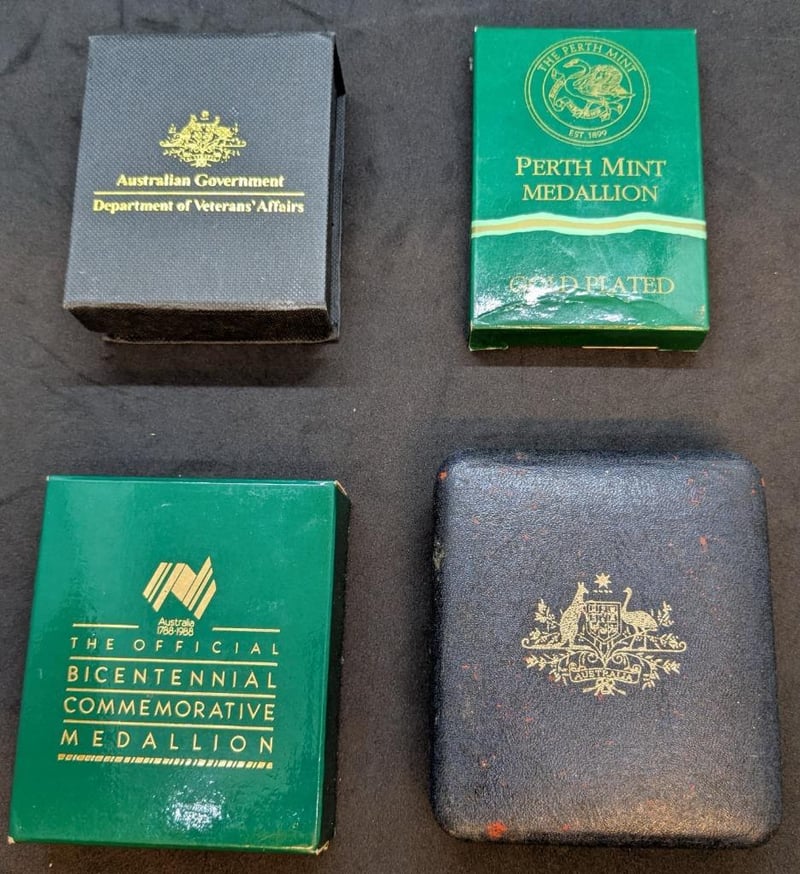 Australian Government
Department of Veterans' Affairs
THE PERTH MINT
EST. 1899
PERTH MINT
MEDALLION
GOLD PLATED
Australia
1788-1988
THE OFFICIAL
BICENTENNIAL
COMMEMORATIVE
MEDALLION
AUSTRALIA